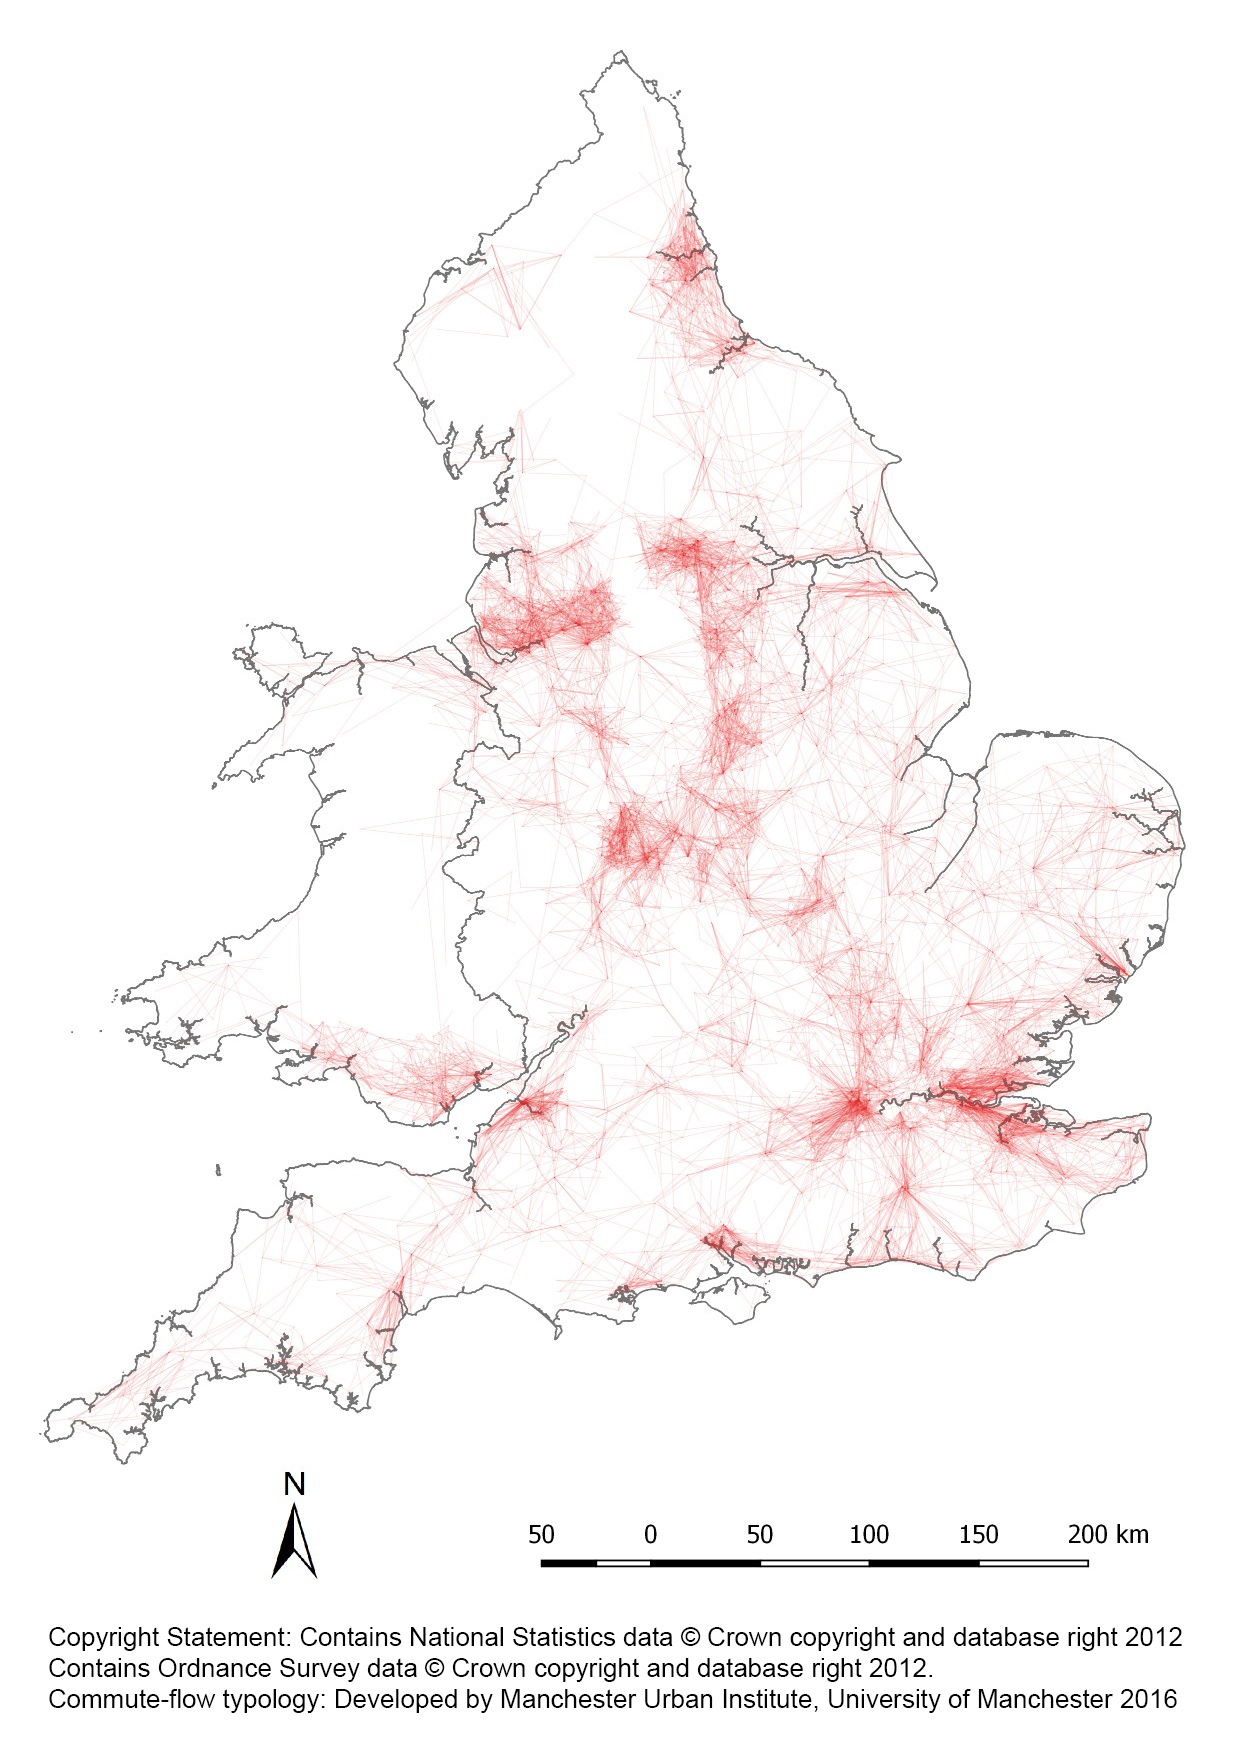 N
50 0 50 100 150 200 km
Copyright Statement: Contains National Statistics data © Crown copyright and database right 2012
Contains Ordnance Survey data © Crown copyright and database right 2012.
Commute-flow typology: Developed by Manchester Urban Institute, University of Manchester 2016